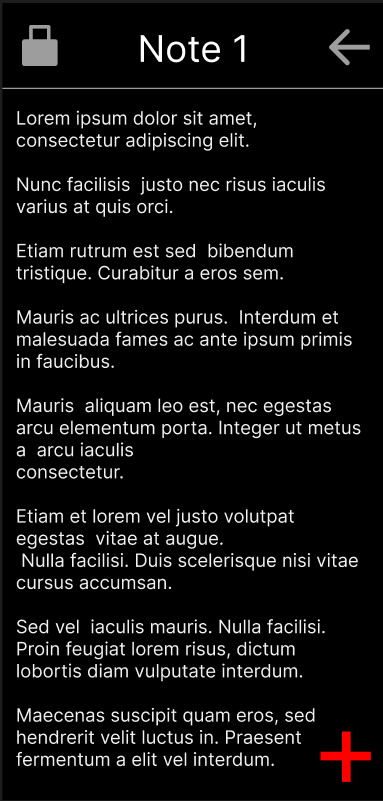 Note 1
Lorem ipsum dolor sit amet,
consectetur adipiscing elit.
Nunc facilisis  justo nec risus iaculis
varius at quis orci.
Etiam rutrum est sed  bibendum
tristique. Curabitur a eros sem.
Mauris ac ultrices purus.  Interdum et
malesuada fames ac ante ipsum primis
in faucibus.
Mauris  aliquam leo est, nec egestas
arcu elementum porta. Integer ut metus
a  arcu iaculis
consectetur.
Etiam et lorem vel justo volutpat
egestas  vitae at augue.
 Nulla facilisi. Duis scelerisque nisi vitae
cursus accumsan.
Sed vel  iaculis mauris. Nulla facilisi.
Proin feugiat lorem risus, dictum
lobortis diam vulputate interdum.
Maecenas suscipit quam eros, sed
hendrerit velit luctus in. Praesent
fermentum a elit vel interdum.